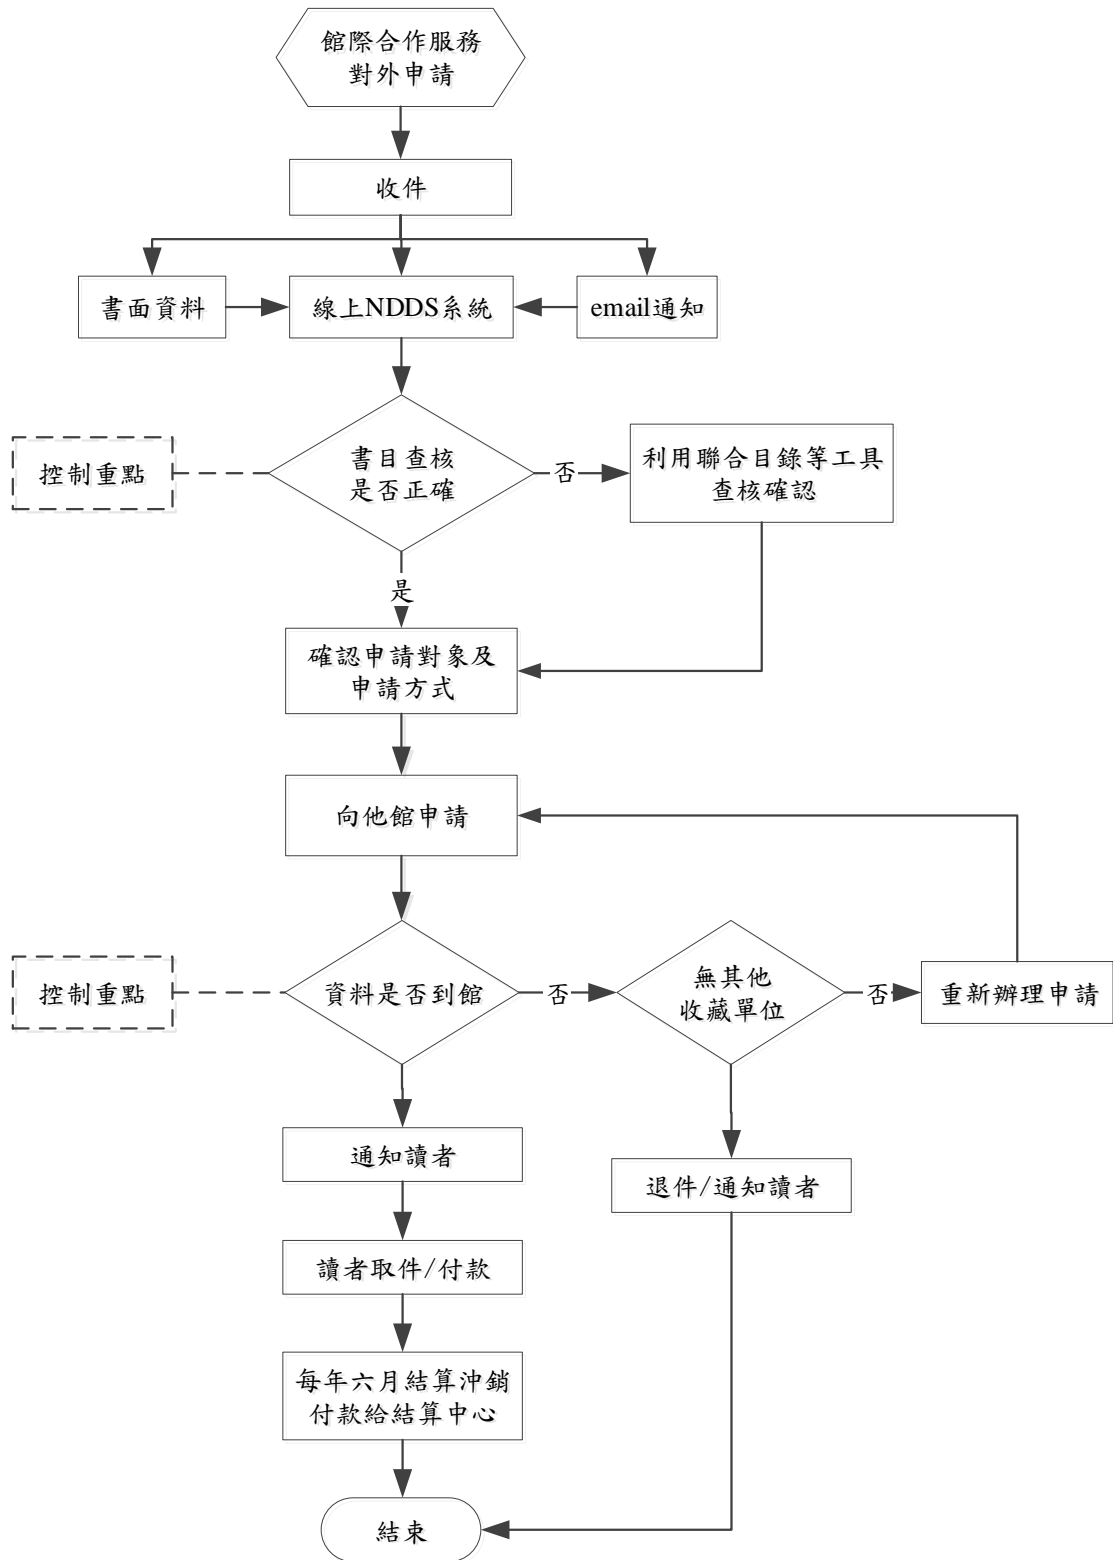 館際合作服務
對外申請
收件
書面資料
線上NDDS系統
email通知
控制重點
書目查核
是否正確
否
利用聯合目錄等工具
查核確認
是
確認申請對象及
申請方式
向他館申請
控制重點
資料是否到館
否
無其他
收藏單位
否
重新辦理申請
通知讀者
退件/通知讀者
讀者取件/付款
每年六月結算沖銷
付款給結算中心
結束